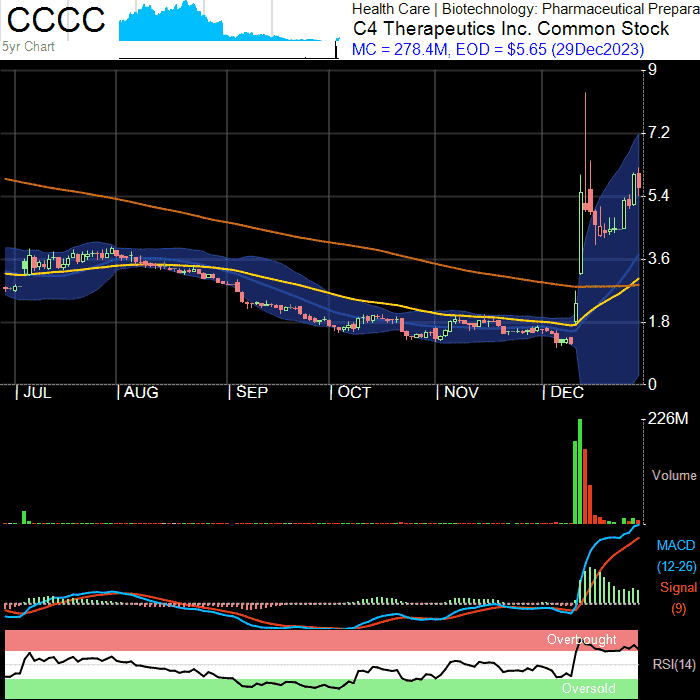 CCCC
5yr Chart
Health Care | Biotechnology: Pharmaceutical Prepara
C4 Therapeutics Inc. Common Stock
MC = 278.4M, EOD = $5.65 (29Dec2023)
9
7.2
5.4
3.6
1.8
0
JUL AUG SEP OCT NOV DEC
226M
Volume
MACD
(12-26)
Signal
(9)
Overbought
RSI(14)
Oversold